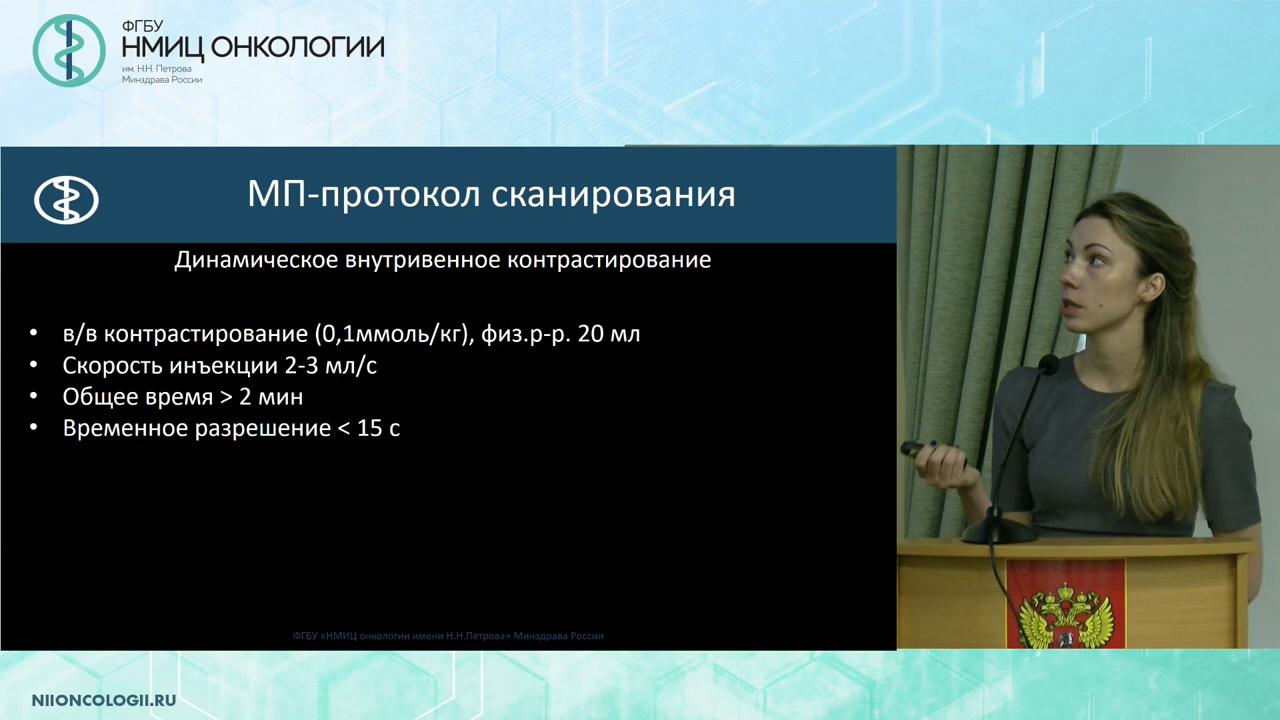 ФГБУ
НМИЦ ОНКОЛОГИИ
им. Н.Н. Петрова
Минздрава России
МП-протокол сканирования
Динамическое внутривенное контрастирование
• в/в контрастирование (0,1ммоль/кг), физ.р-р. 20 мл
• Скорость инъекции 2-3 мл/с
• Общее время > 2 мин
• Временное разрешение < 15 с
ФГБУ «НМИЦ онкологии имени Н.Н.Петрова» Минздрава России
NIIONCOLOGII.RU